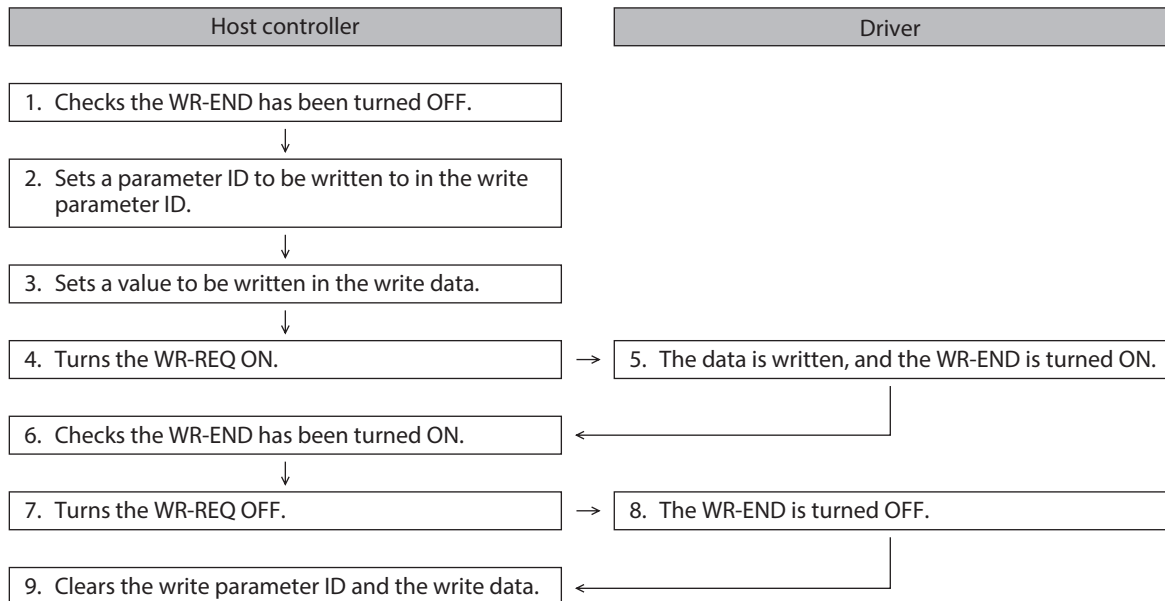 Host controller
Driver
1. Checks the WR-END has been turned OFF.
2. Sets a parameter ID to be written to in the write
parameter ID.
3. Sets a value to be written in the write data.
4. Turns the WR-REQ ON.
5. The data is written, and the WR-END is turned ON.
6. Checks the WR-END has been turned ON.
7. Turns the WR-REQ OFF.
8. The WR-END is turned OFF.
9. Clears the write parameter ID and the write data.